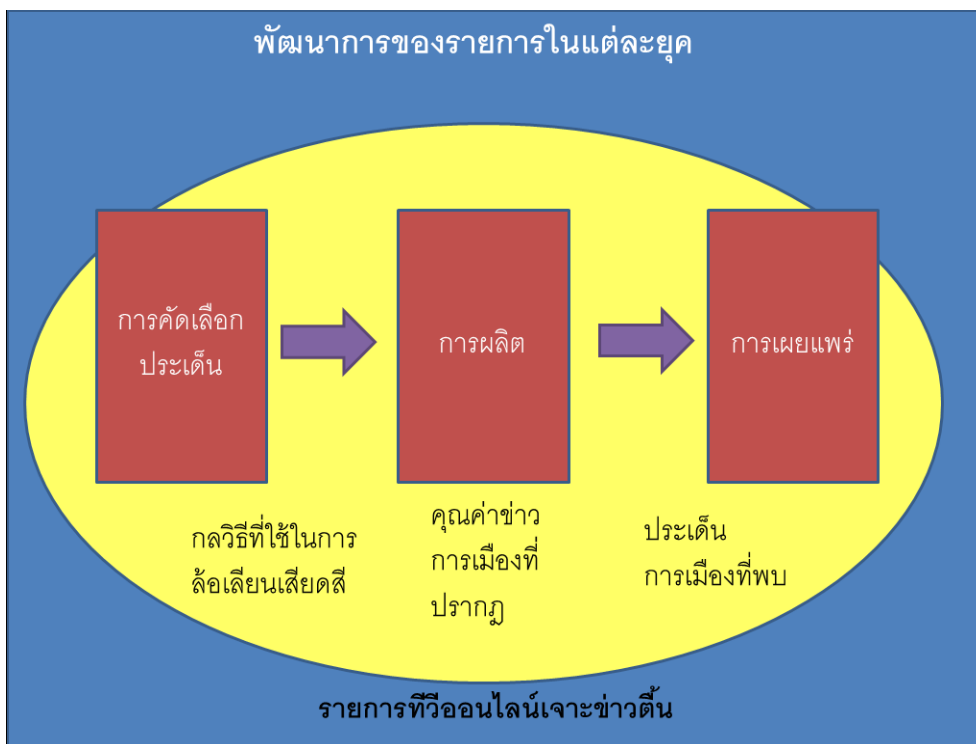 พัฒนาการของรายการในแต่ละยุค
การคัดเลือก
ประเด็น
การผลิต
การเผยแพร่
กลวิธีที่ใช้ในการ
ล้อเลียนเสียดสี
คุณค่าข่าว
การเมืองที่
ปรากฏ
ประเด็น
การเมืองที่พบ
รายการทีวีออนไลน์เจาะข่าวตื้น